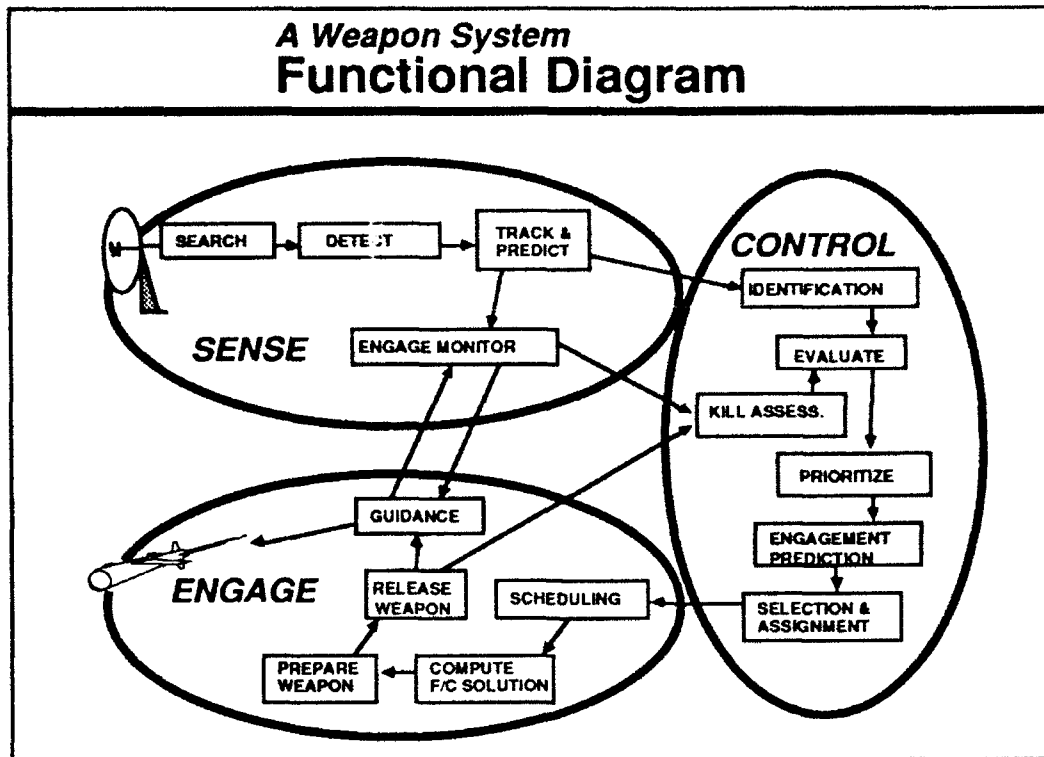 A Weapon System
Functional Diagram
SEARCH
DETECT
TRACK &
PREDICT
CONTROL
IDENTIFICATION
SENSE
ENGAGE MONITOR
EVALUATE
KILL ASSESS.
PRIORITIZE
GUIDANCE
ENGAGEMENT
PREDICTION
ENGAGE
RELEASE
WEAPON
SCHEDULING
SELECTION &
ASSIGNMENT
PREPARE
WEAPON
COMPUTE
F/C SOLUTION